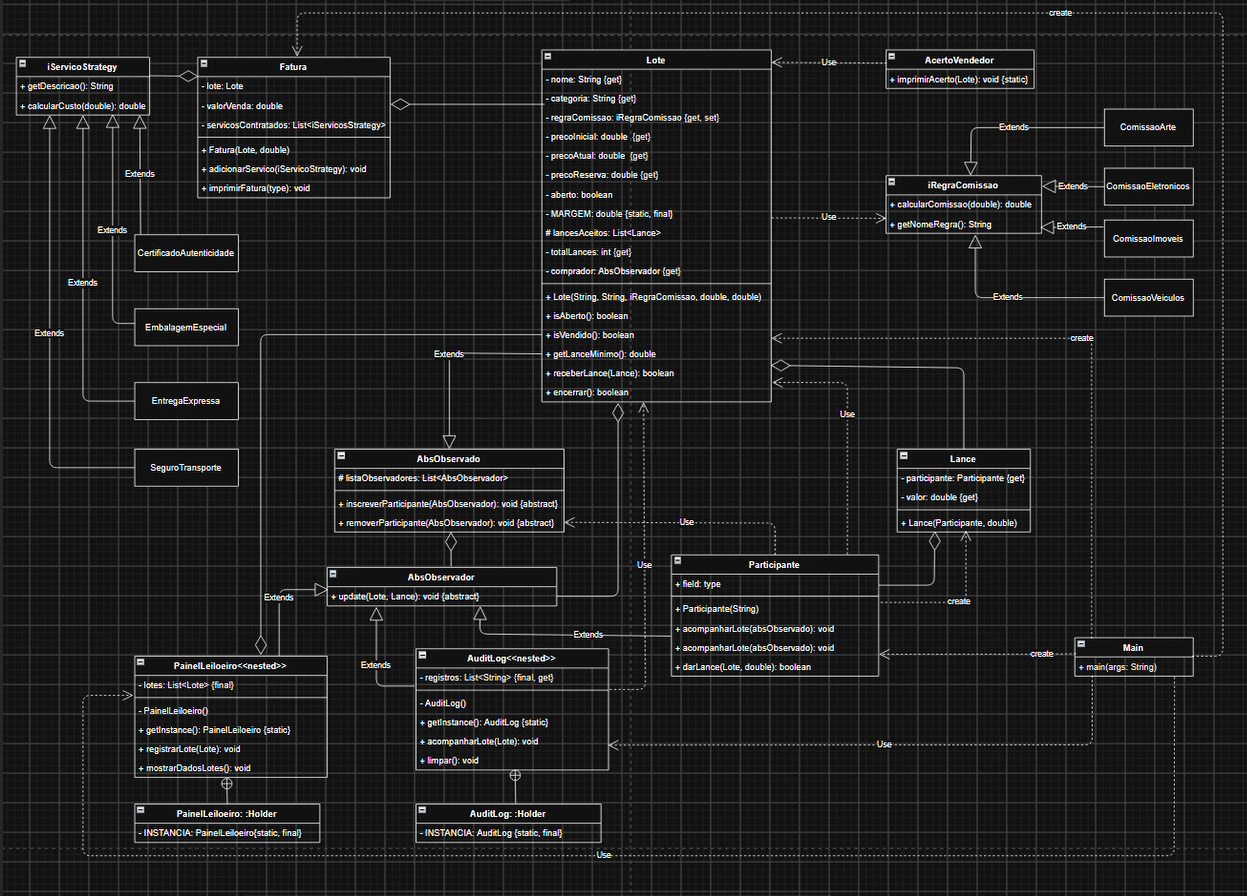 create
iServicoStrategy
+ getDescricao(): String
+ calcularCusto(double): double
Fatura
- lote: Lote
- valorVenda: double
- servicosContratados: List<iServicosStrategy>
+ Fatura(Lote, double)
+ adicionarServico(iServicoStrategy): void
+ imprimirFatura(type): void
Lote
- nome: String {get}
- categoria: String {get}
- regraComissao: iRegraComissao {get, set}
- precoInicial: double {get}
- precoAtual: double {get}
- precoReserva: double {get}
- aberto: boolean
- MARGEM: double {static, final}
# lancesAceitos: List<Lance>
- totalLances: int {get}
- comprador: AbsObservador {get}
+ Lote(String, String, iRegraComissao, double, double)
+ isAberto(): boolean
+ isVendido(): boolean
+ getLanceMinimo(): double
+ receberLance(Lance): boolean
+ encerrar(): boolean
Use
AcertoVendedor
+ imprimirAcerto(Lote): void {static}
Extends
ComissaoArte
iRegraComissao
+ calcularComissao(double): double
+ getNomeRegra(): String
Extends
ComissaoEletronicos
Use
Extends
ComissaoImoveis
Extends
ComissaoVeiculos
Extends
Extends
Extends
Extends
CertificadoAutenticidade
EmbalagemEspecial
EntregaExpressa
SeguroTransporte
create
Extends
Use
AbsObservado
# listaObservadores: List<AbsObservador>
+ inscreverParticipante(AbsObservador): void {abstract}
+ removerParticipante(AbsObservador): void {abstract}
Use
Lance
- participante: Participante {get}
- valor: double {get}
+ Lance(Participante, double)
Use
AbsObservador
+ update(Lote, Lance): void {abstract}
Extends
Participante
+ field: type
+ Participante(String)
+ acompanharLote(absObservado): void
+ acompanharLote(absObservado): void
+ darLance(Lote, double): boolean
create
Extends
create
Main
+ main(args: String)
Extends
PainelLeiloeiro<<nested>>
- lotes: List<Lote> {final}
- PainelLeiloeiro()
+ getInstance(): PainelLeiloeiro {static}
+ registrarLote(Lote): void
+ mostrarDadosLotes(): void
AuditLog<<nested>>
- registros: List<String> {final, get}
- AuditLog()
+ getInstance(): AuditLog {static}
+ acompanharLote(Lote): void
+ limpar(): void
Use
PainelLeiloeiro: :Holder
- INSTANCIA: PainelLeiloeiro{static, final}
AuditLog: :Holder
- INSTANCIA: AuditLog {static, final}
Use